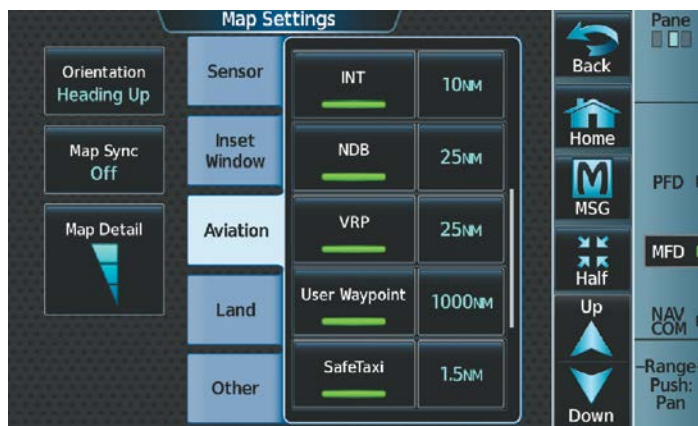 Map Settings
Orientation
Heading Up
Map Sync
Off
Map Detail
Sensor
Inset
Window
Aviation
Land
Other
INT
10NM
NDB
25NM
VRP
25NM
User Waypoint
1000NM
SafeTaxi
1.5NM
Back
Home
MSG
Half
Up
Down
Pane
PFD
MFD
NAV
COM
Range
Push:
Pan